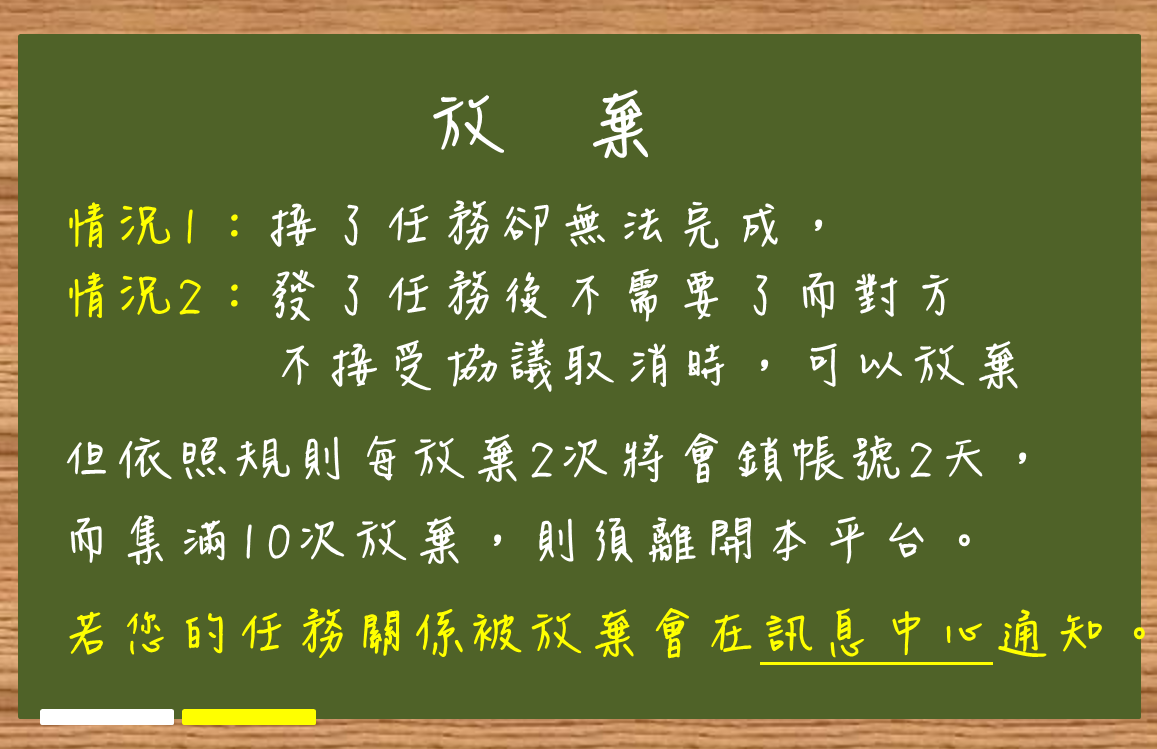 放 棄
情況1：接了任務卻無法完成，
情況2：發了任務後不需要了而對方
不接受協議取消時，可以放棄
但依照規則每放棄2次將會鎖帳號2天，
而集滿10次放棄，則須離開本平台。
若您的任務關係被放棄會在訊息中心通知。